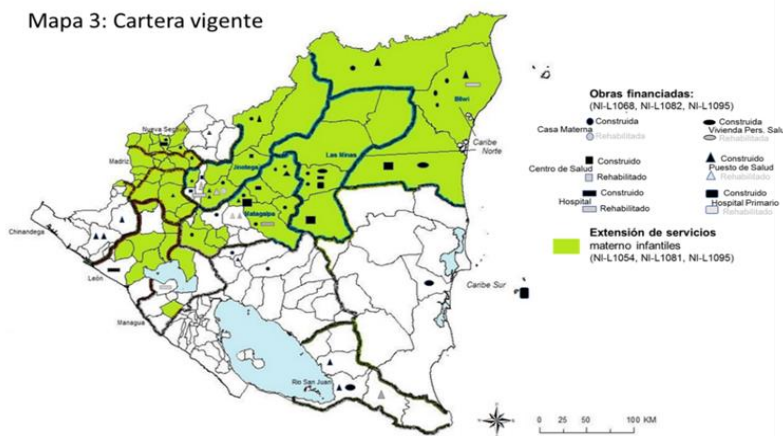 Mapa 3: Cartera vigente
Nueva Segovia
Madriz
Jinotega
Las Minas
Bilwi
Caribe
Norte
Matagalpa
Chinandega
León
Managua
Caribe Sur
Rio San Juan
Obras financiadas:
(NI-L1068, NI-L1082, NI-L1095)
Construida Construida
Casa Materna Vivienda Pers. Salu
Rehabilitada Rehabilitada
Construido Construido
Centro de Salud Puesto de Salud
Rehabilitado Rehabilitado
Construido Construido
Hospital Hospital Primario
Rehabilitado Rehabilitado
Extensión de servicios
materno infantiles
(NI-L1054, NI-L1081, NI-L1095)
0 25 50 100 KM